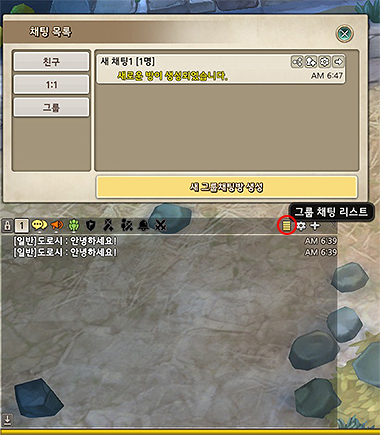 채팅 목록
친구
1:1
그룹
새 채팅1 [1명]
새로운 방이 생성되었습니다.
AM 6:47
새 그룹채팅방 생성
그룹 채팅 리스트
1
[일반]도로시 : 안녕하세요!
AM 6:39
[일반]도로시 : 안녕하세요!
AM 6:39